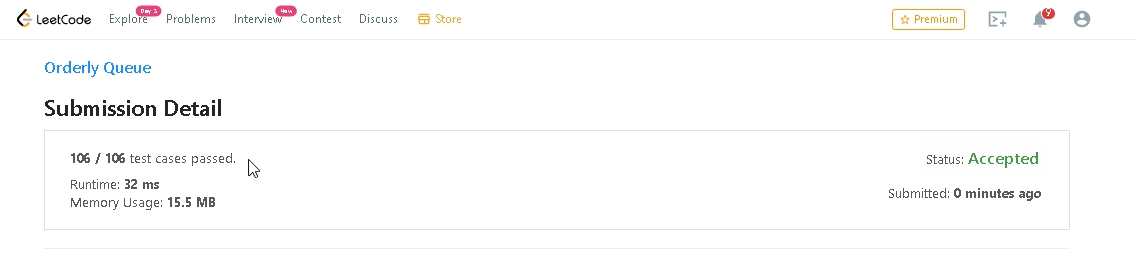 LeetCode Explore Day 3 Problems Interview New Contest Discuss Store Premium 9
Orderly Queue
Submission Detail
106 / 106 test cases passed.
Status: Accepted
Runtime: 32 ms
Submitted: 0 minutes ago
Memory Usage: 15.5 MB